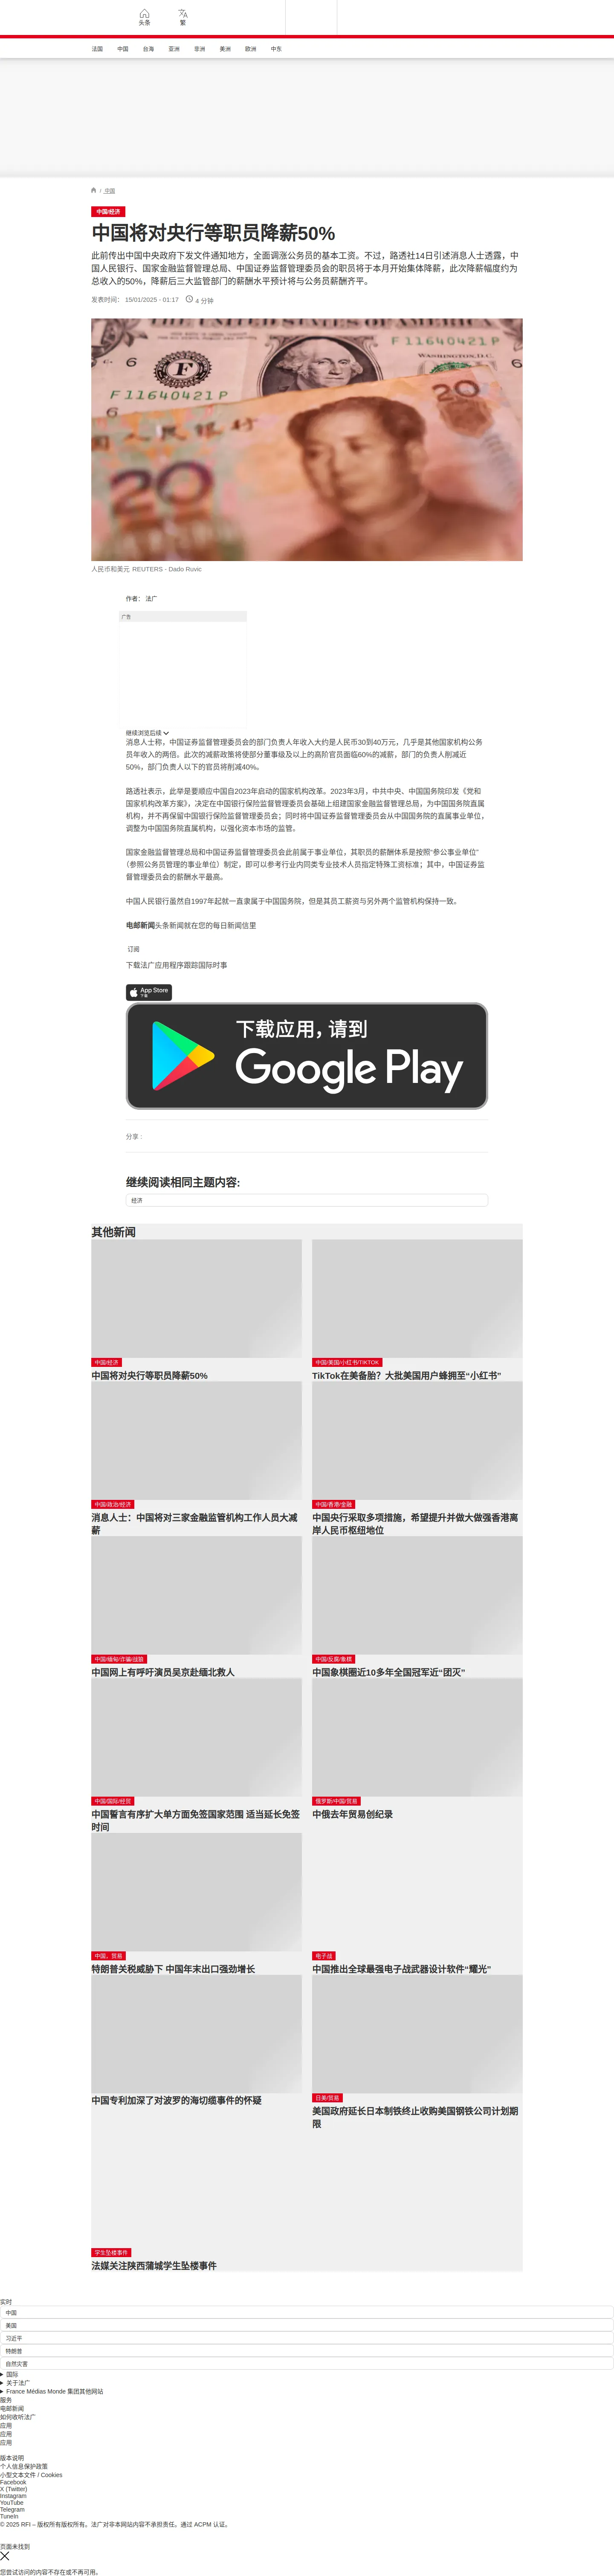 头条
繁
法国 中国 台海 亚洲 非洲 美洲 欧洲 中东
/ 中国
中国/经济
中国将对央行等职员降薪50%
此前传出中国中央政府下发文件通知地方，全面调涨公务员的基本工资。不过，路透社14日引述消息人士透露，中
国人民银行、国家金融监督管理总局、中国证券监督管理委员会的职员将于本月开始集体降薪，此次降薪幅度约为
总收入的50%，降薪后三大监管部门的薪酬水平预计将与公务员薪酬齐平。
发表时间： 15/01/2025 - 01:17 4 分钟
F 11640421 P
WASHINGTON, D.C.
F 11640421 P
6
6
F
20
20
人民币和美元 REUTERS - Dado Ruvic
作者： 法广
广告
继续浏览后续
消息人士称，中国证券监督管理委员会的部门负责人年收入大约是人民币30到40万元，几乎是其他国家机构公务
员年收入的两倍。此次的减薪政策将使部分董事级及以上的高阶官员面临60%的减薪，部门的负责人削减近
50%，部门负责人以下的官员将削减40%。
路透社表示，此举是要顺应中国自2023年启动的国家机构改革。2023年3月，中共中央、中国国务院印发《党和
国家机构改革方案》，决定在中国银行保险监督管理委员会基础上组建国家金融监督管理总局，为中国国务院直属
机构，并不再保留中国银行保险监督管理委员会；同时将中国证券监督管理委员会从中国国务院的直属事业单位，
调整为中国国务院直属机构，以强化资本市场的监管。
国家金融监督管理总局和中国证券监督管理委员会此前属于事业单位，其职员的薪酬体系是按照“参公事业单位”
（参照公务员管理的事业单位）制定，即可以参考行业内同类专业技术人员指定特殊工资标准；其中，中国证券监
督管理委员会的薪酬水平最高。
中国人民银行虽然自1997年起就一直隶属于中国国务院，但是其员工薪资与另外两个监管机构保持一致。
电邮新闻头条新闻就在您的每日新闻信里
订阅
下载法广应用程序跟踪国际时事
App Store
下载
下载应用，请到
Google Play
分享 :
继续阅读相同主题内容:
经济
其他新闻
中国/经济
中国将对央行等职员降薪50%
中国/美国/小红书/TIKTOK
TikTok在美备胎？大批美国用户蜂拥至"小红书"
中国/政治/经济
消息人士：中国将对三家金融监管机构工作人员大减
薪
中国/香港/金融
中国央行采取多项措施，希望提升并做大做强香港离
岸人民币枢纽地位
中国/缅甸/诈骗/战狼
中国网上有呼吁演员吴京赴缅北救人
中国/反腐/象棋
中国象棋圈近10多年全国冠军近“团灭”
中国/国际/经贸
中国誓言有序扩大单方面免签国家范围 适当延长免签
时间
俄罗斯/中国/贸易
中俄去年贸易创纪录
中国，贸易
特朗普关税威胁下 中国年末出口强劲增长
电子战
中国推出全球最强电子战武器设计软件“耀光”
中国专利加深了对波罗的海切缆事件的怀疑
日美/贸易
美国政府延长日本制铁终止收购美国钢铁公司计划期
限
学生坠楼事件
法媒关注陕西蒲城学生坠楼事件
实时
中国
美国
习近平
特朗普
自然灾害
国际
关于法广
France Médias Monde 集团其他网站
服务
电邮新闻
如何收听法广
应用
应用
应用
版本说明
个人信息保护政策
小型文本文件 / Cookies
Facebook
X (Twitter)
Instagram
YouTube
Telegram
TuneIn
© 2025 RFI – 版权所有版权所有。法广对非本网站内容不承担责任。通过 ACPM 认证。
页面未找到
您尝试访问的内容不存在或不再可用。